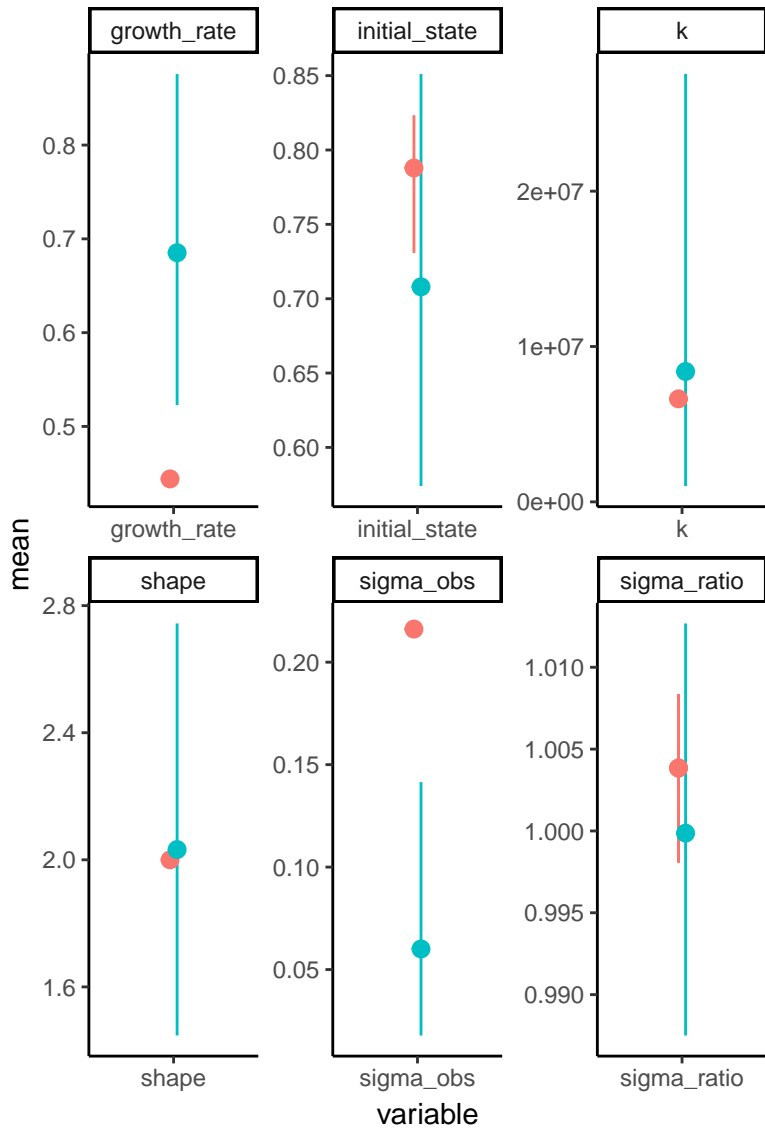 growth_rate initial_state k
0.8
0.7
0.6
0.5
0.85
0.80
0.75
0.70
0.65
0.60
2e+07
1e+07
0e+00
growth_rate initial_state k
mean
shape sigma_obs sigma_ratio
2.8
2.4
2.0
1.6
0.20
0.15
0.10
0.05
1.010
1.005
1.000
0.995
0.990
shape sigma_obs sigma_ratio
variable